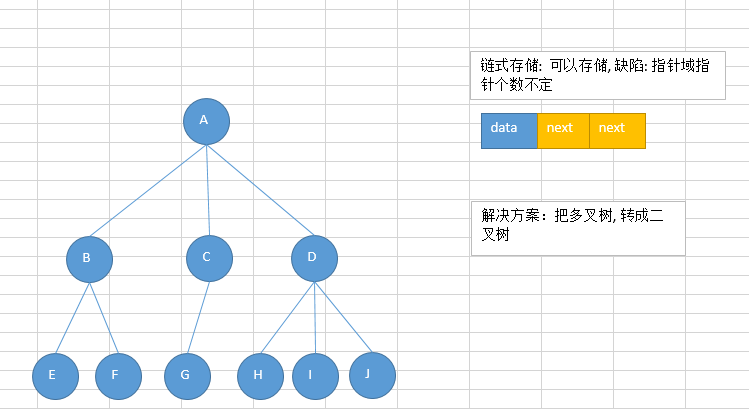 链式存储: 可以存储, 缺陷: 指针域指
针个数不定
data next next
解决方案：把多叉树, 转成二
叉树
A
B C D
E F G H I J